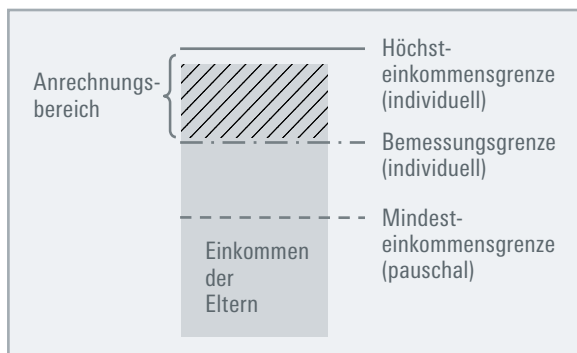 Anrechnungs-
bereich
Höchst-
einkommensgrenze
(individuell)
Bemessungsgrenze
(individuell)
Mindest-
einkommensgrenze
(pauschal)
Einkommen
der
Eltern